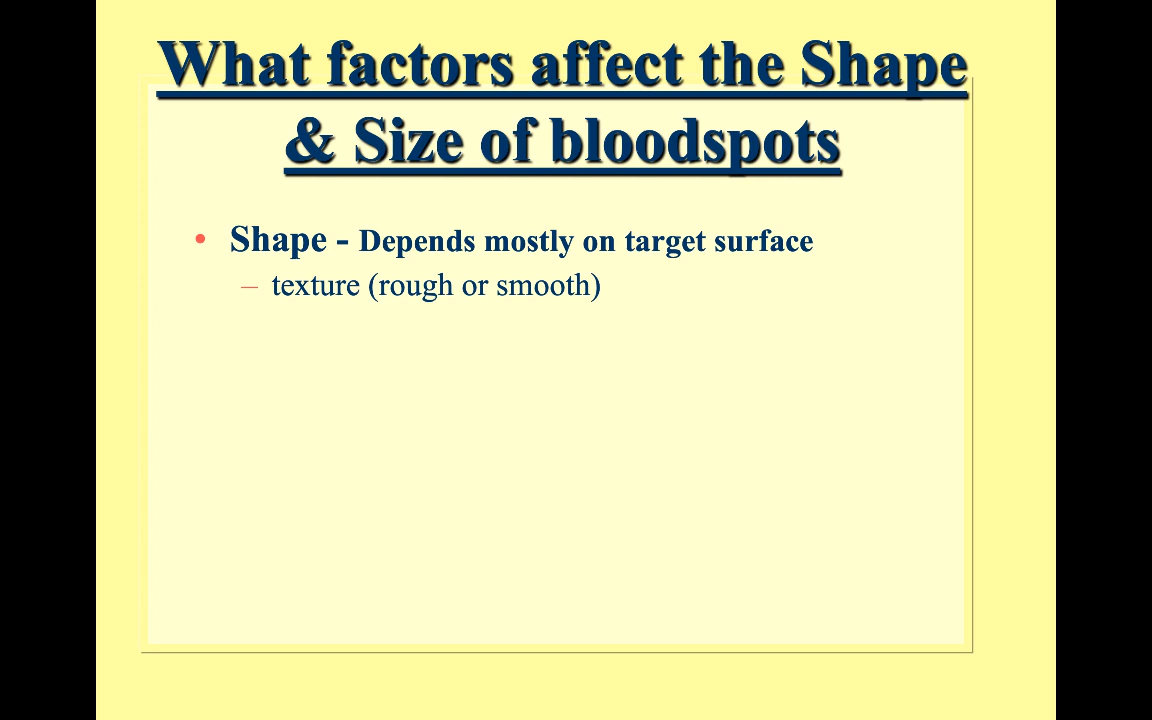 What factors affect the Shape
& Size of bloodspots
• Shape - Depends mostly on target surface
– texture (rough or smooth)